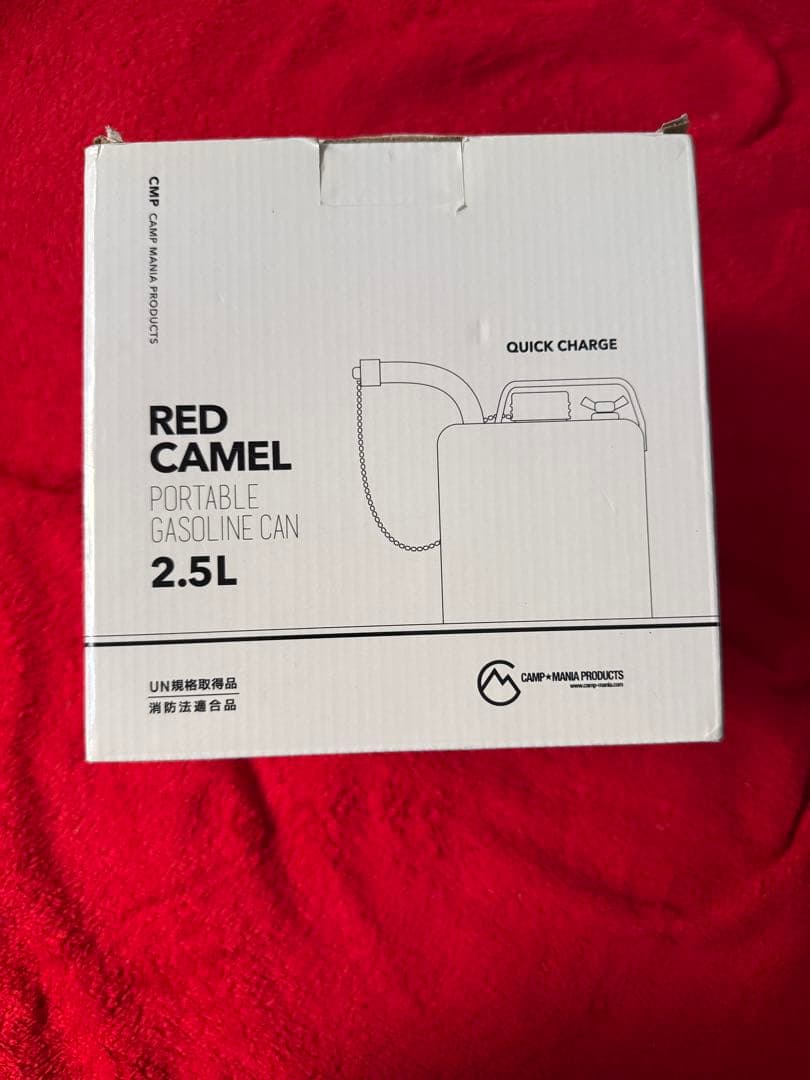 CMP CAMP MANIA PRODUCTS
QUICK CHARGE
RED
CAMEL
PORTABLE
GASOLINE CAN
2.5L
UN規格取得品
消防法適合品
CAMP★MANIA PRODUCTS
www.camp-mania.com